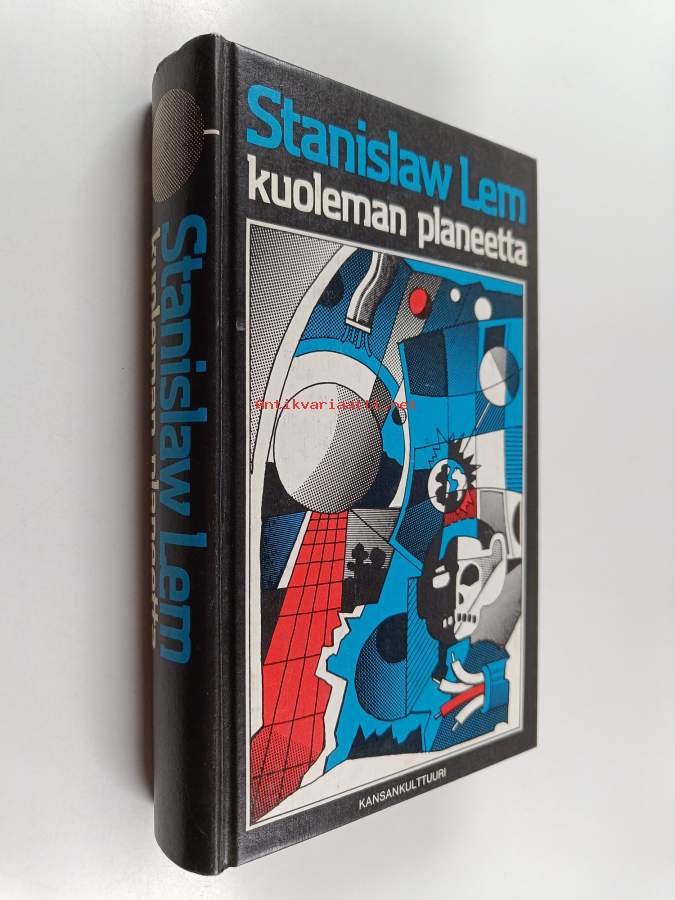 Stanislaw Lem
kuoleman planeetta
Antikvariaatti.net
KANSANKULTTUURI
Stanislaw Lem
kuoleman planeetta